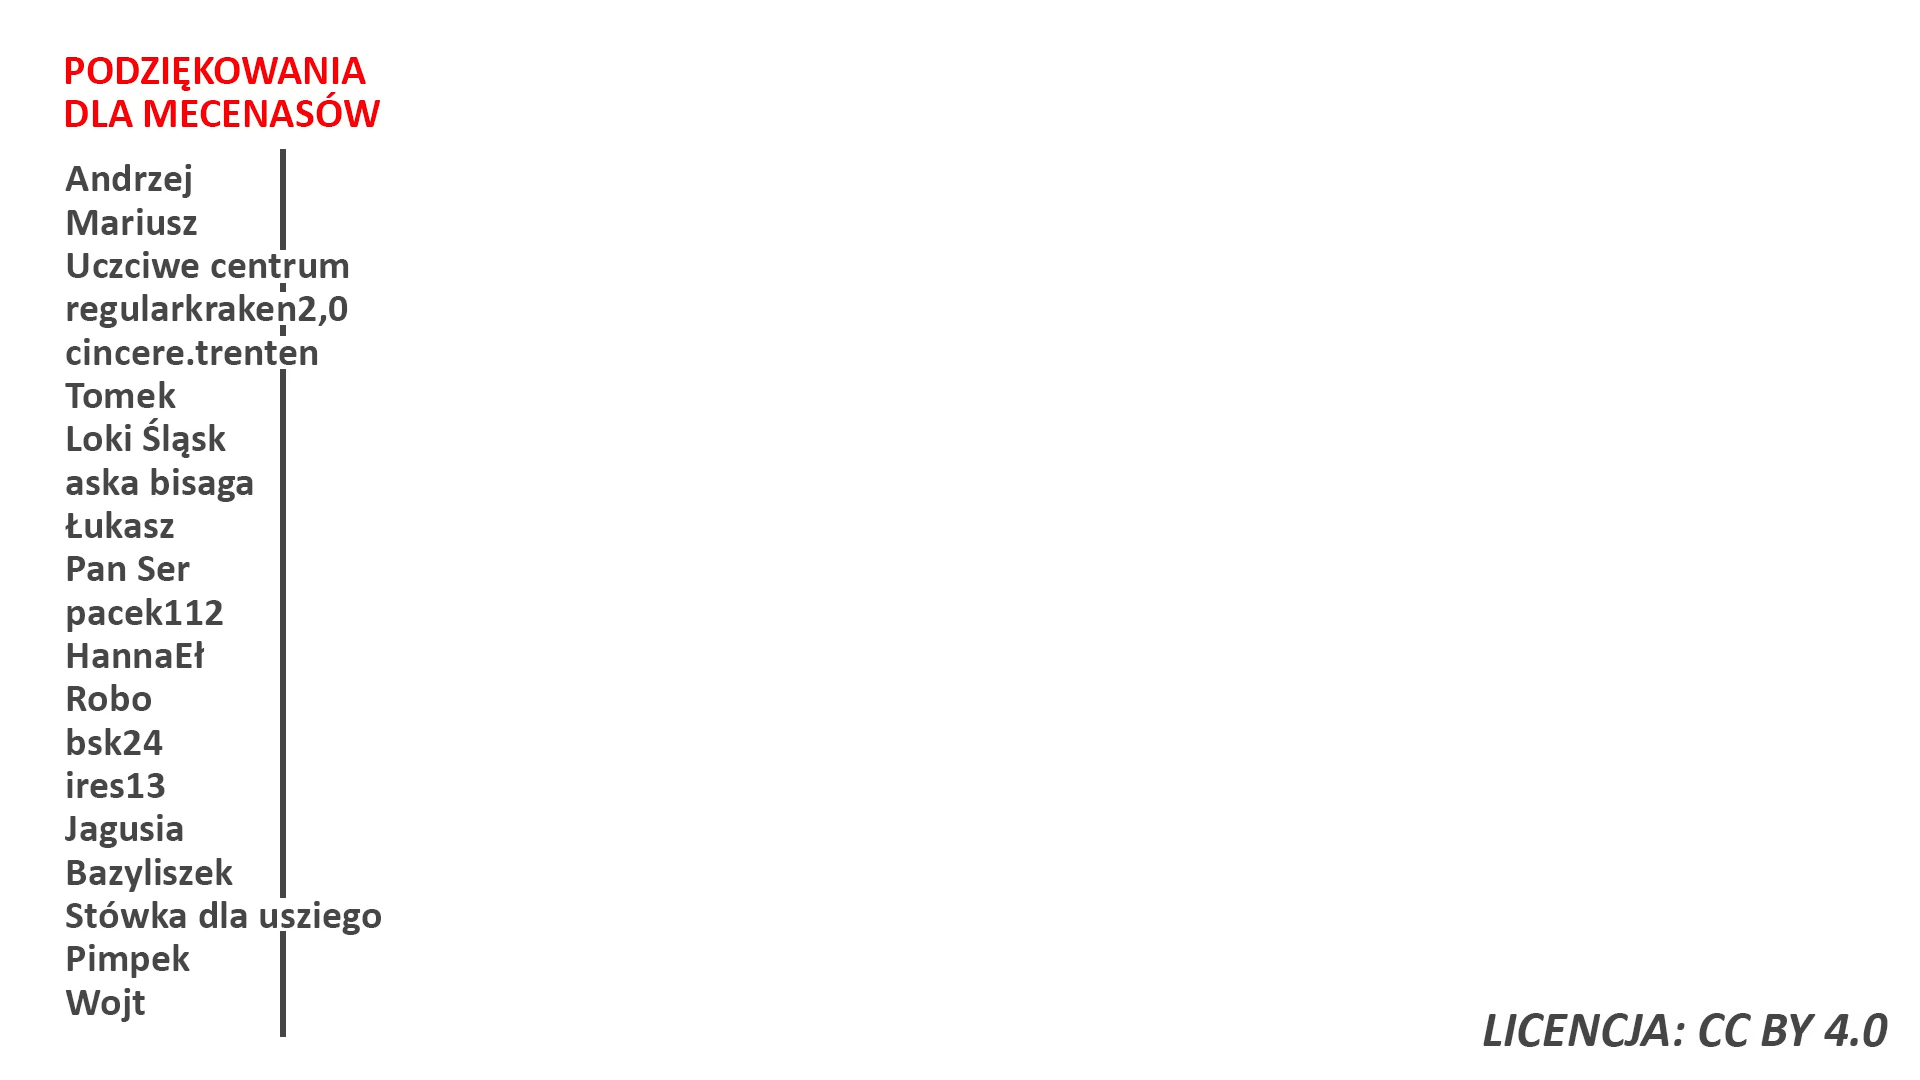 PODZIĘKOWANIA
DLA MECENASÓW
Andrzej
Mariusz
Uczciwe centrum
regularkraken2,0
cincere.trenten
Tomek
Loki Śląsk
aska bisaga
Łukasz
Pan Ser
pacek112
HannaEł
Robo
bsk24
ires13
Jagusia
Bazyliszek
Stówka dla usziego
Pimpek
Wojt
LICENCJA: CC BY 4.0